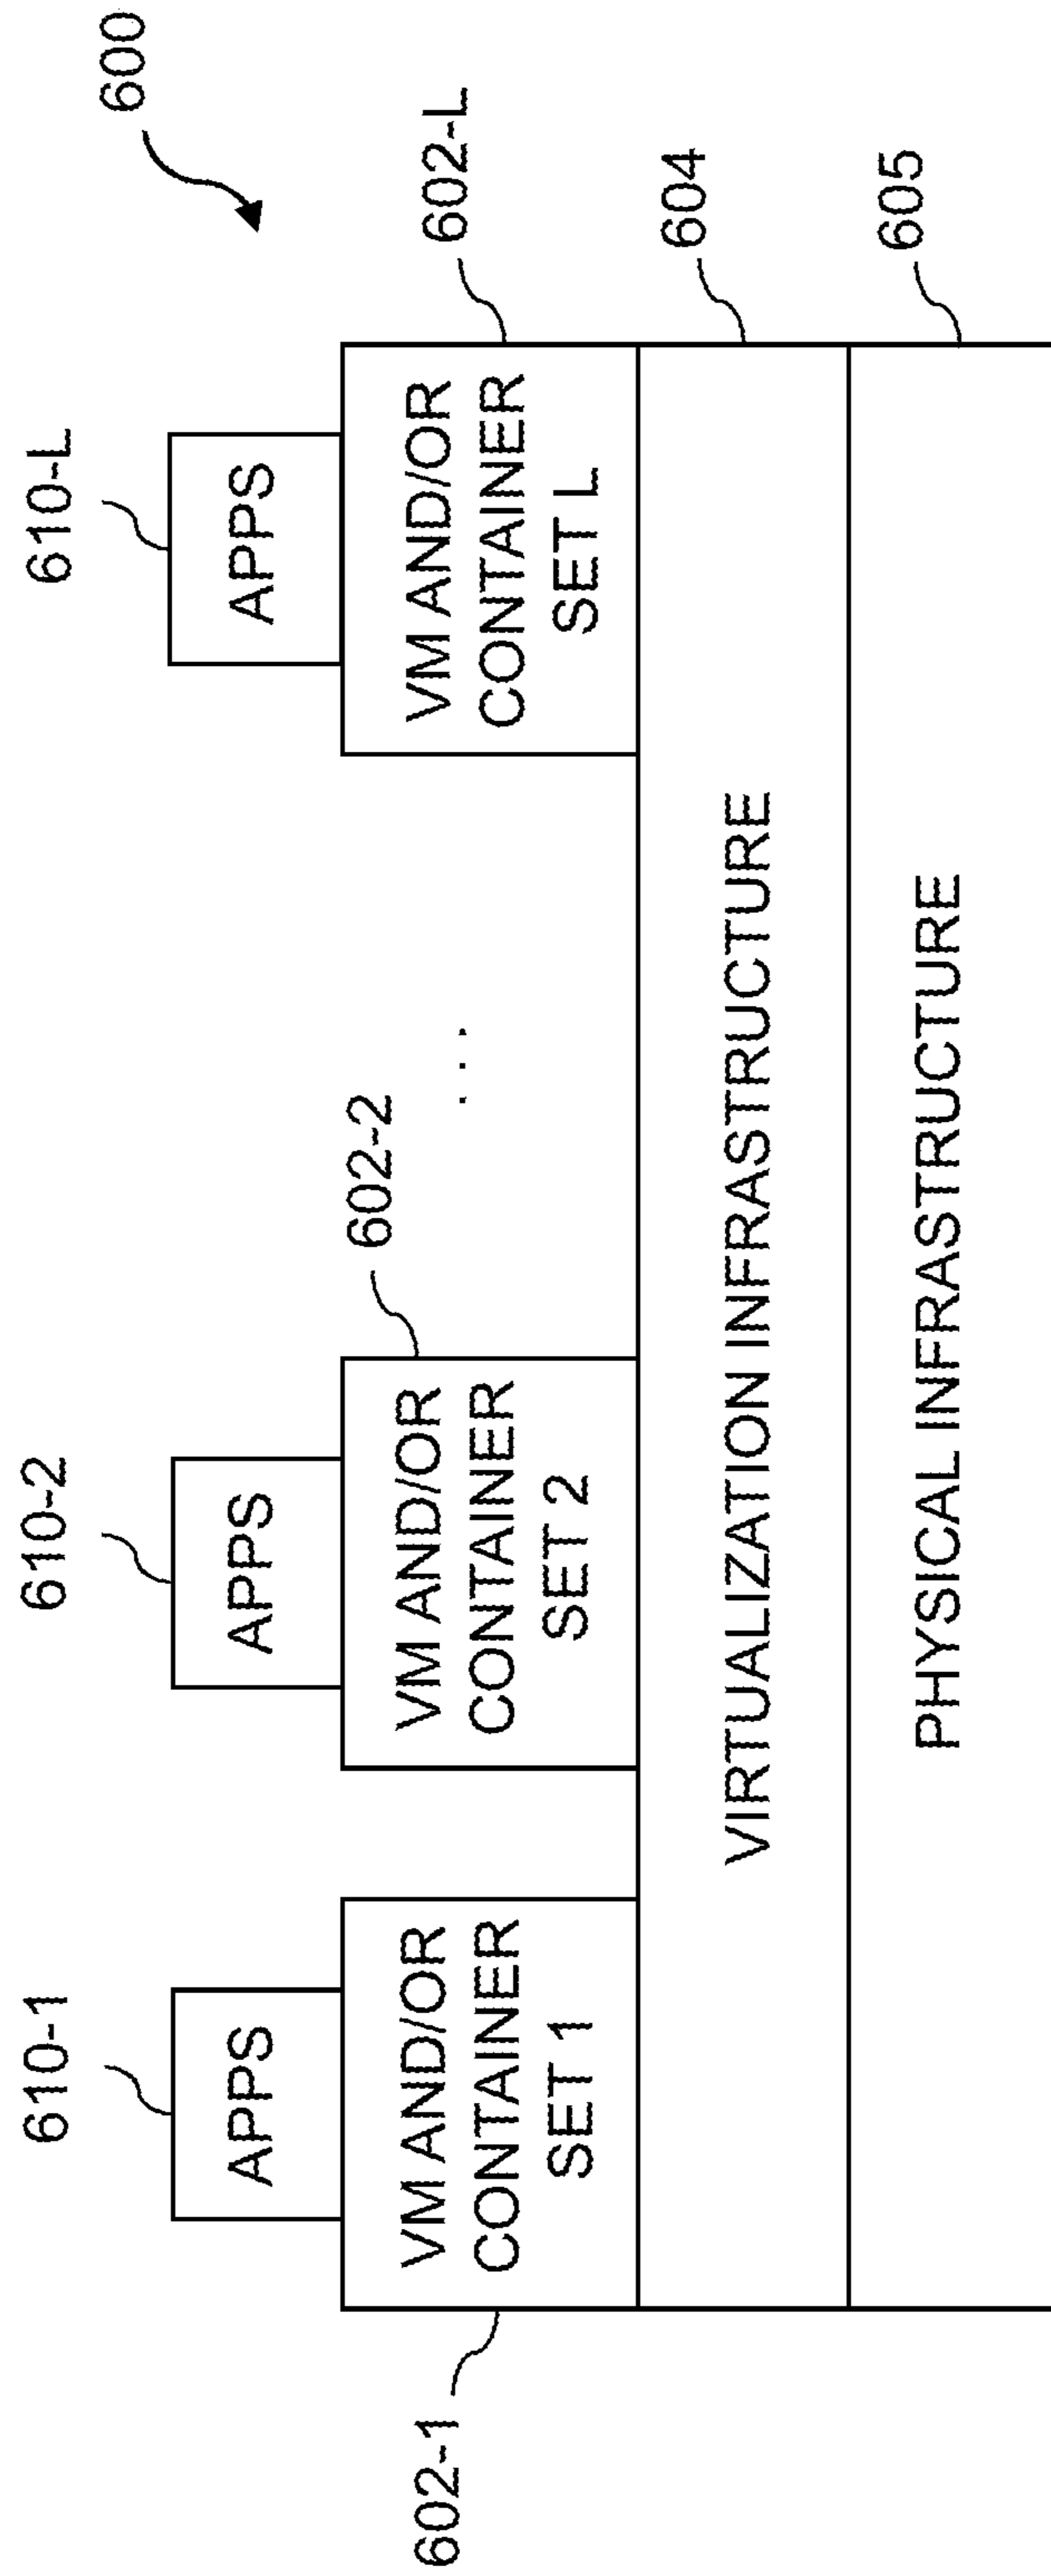 600
610-1
610-2
610-L
APPS
APPS
APPS
602-1
VM AND/OR
CONTAINER
SET 1
602-2
VM AND/OR
CONTAINER
SET 2
. . .
602-L
VM AND/OR
CONTAINER
SET L
VIRTUALIZATION INFRASTRUCTURE
604
PHYSICAL INFRASTRUCTURE
605